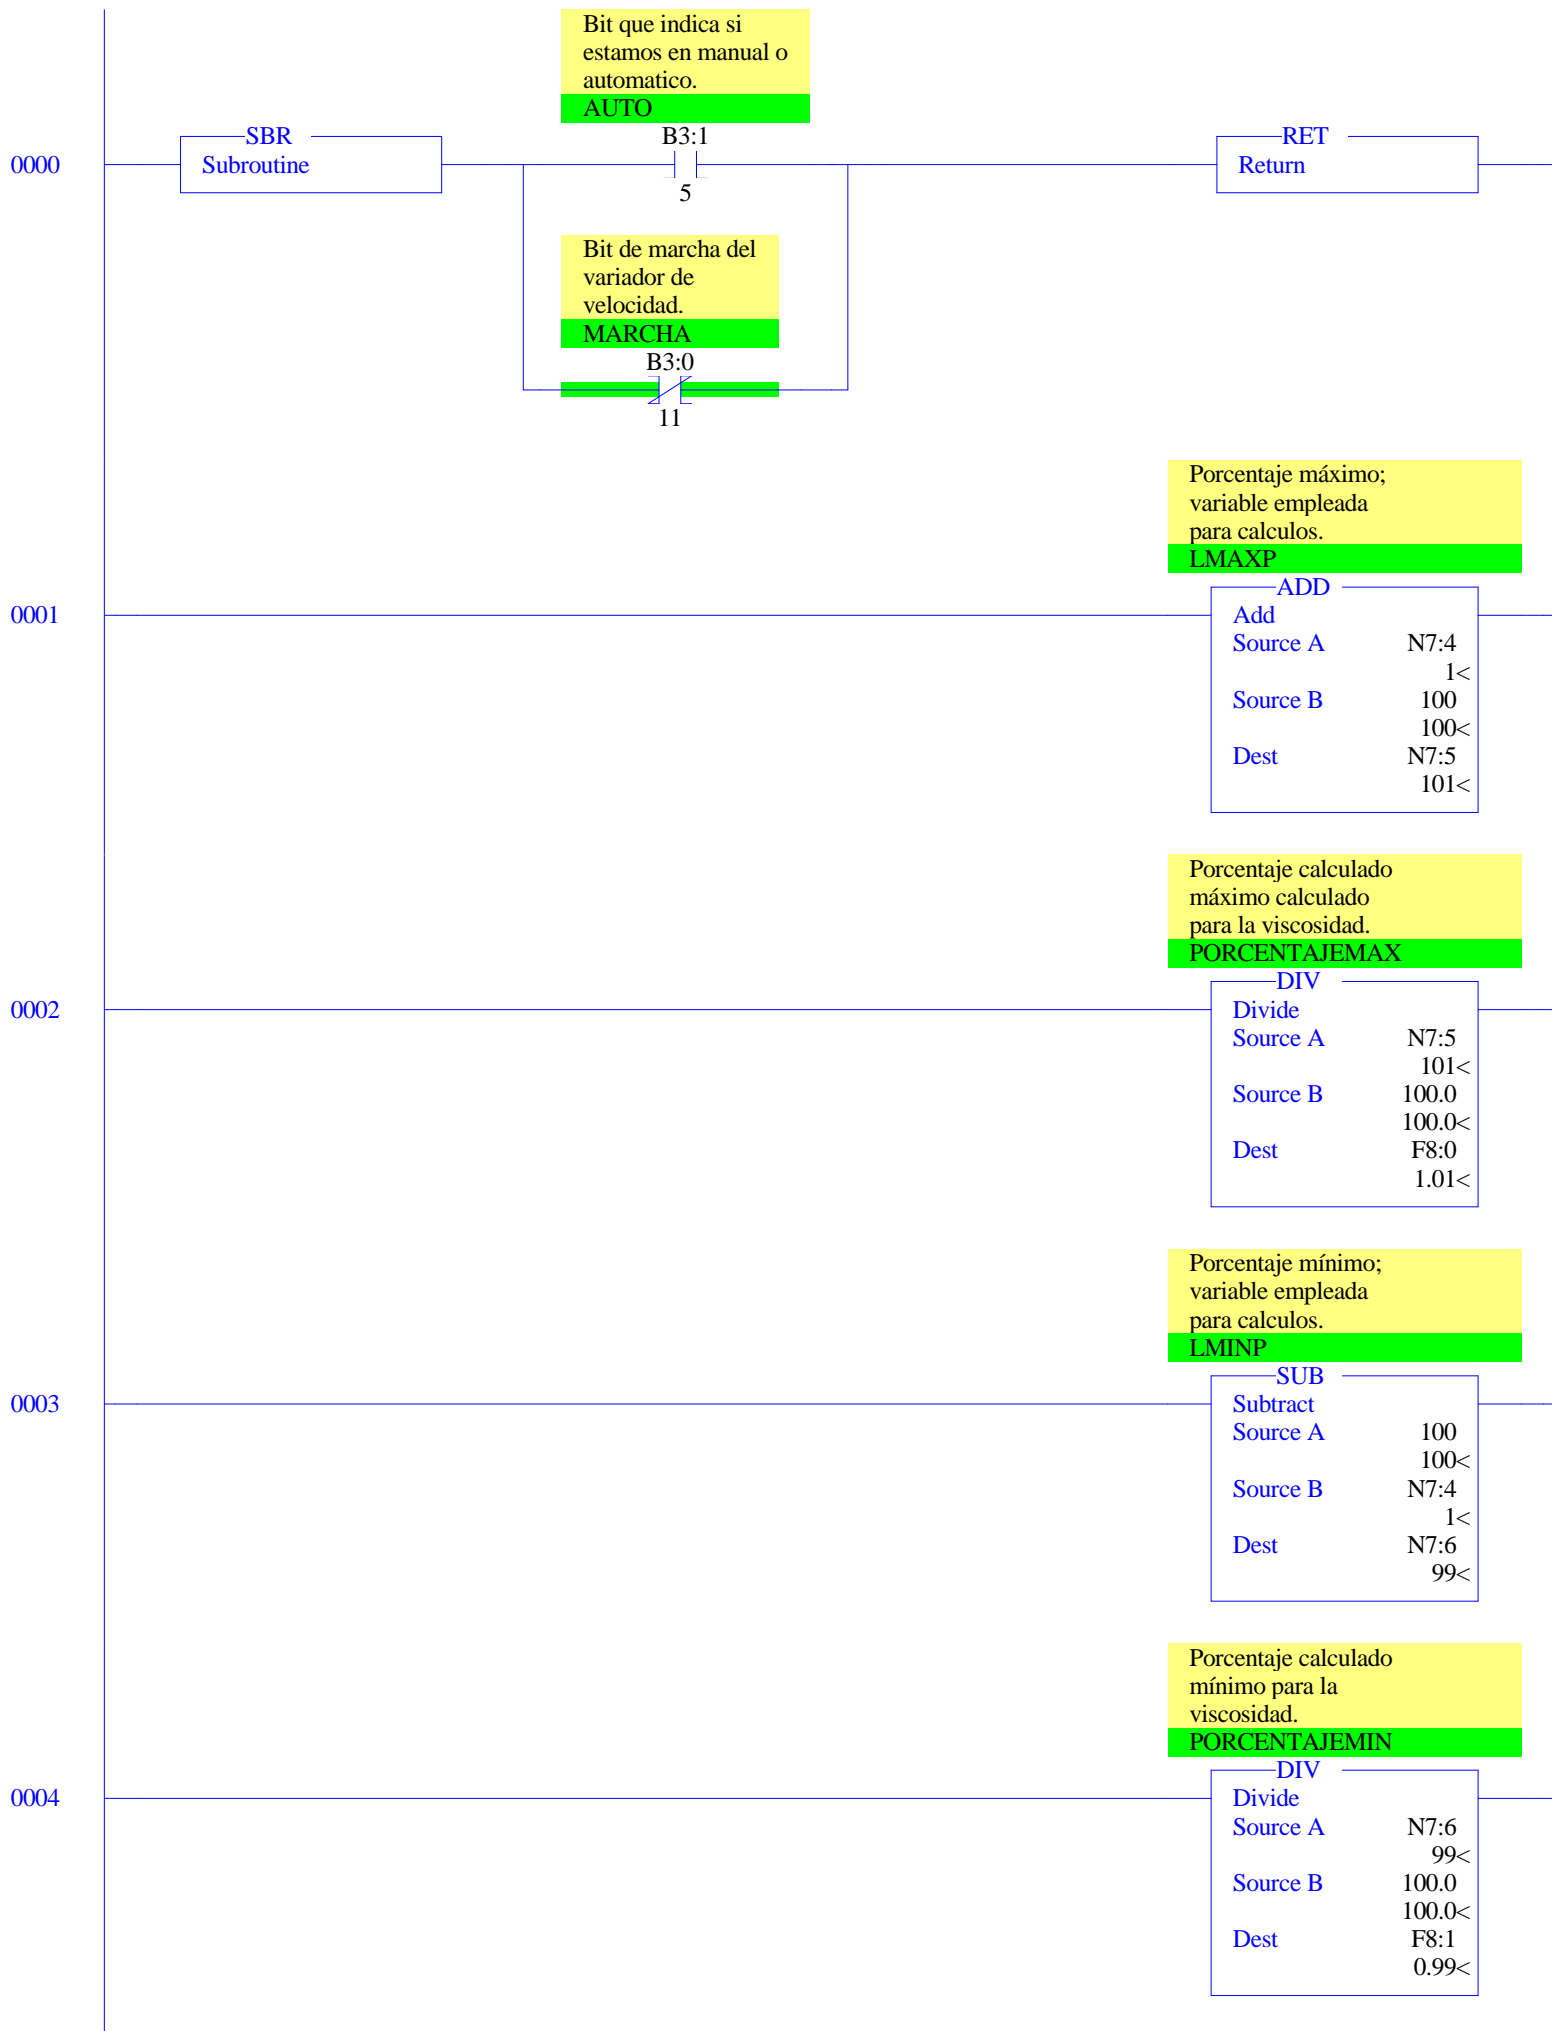 Bit que indica si
estamos en manual o
automatico.
AUTO
B3:1
5
0000
SBR
Subroutine
RET
Return
Bit de marcha del
variador de
velocidad.
MARCHA
B3:0
11
Porcentaje máximo;
variable empleada
para calculos.
LMAXP
0001
ADD
Add
Source A N7:4
1<
Source B 100
100<
Dest N7:5
101<
Porcentaje calculado
máximo calculado
para la viscosidad.
PORCENTAJEMAX
0002
DIV
Divide
Source A N7:5
101<
Source B 100.0
100.0<
Dest F8:0
1.01<
Porcentaje mínimo;
variable empleada
para calculos.
LMINP
0003
SUB
Subtract
Source A 100
100<
Source B N7:4
1<
Dest N7:6
99<
Porcentaje calculado
mínimo para la
viscosidad.
PORCENTAJEMIN
0004
DIV
Divide
Source A N7:6
99<
Source B 100.0
100.0<
Dest F8:1
0.99<